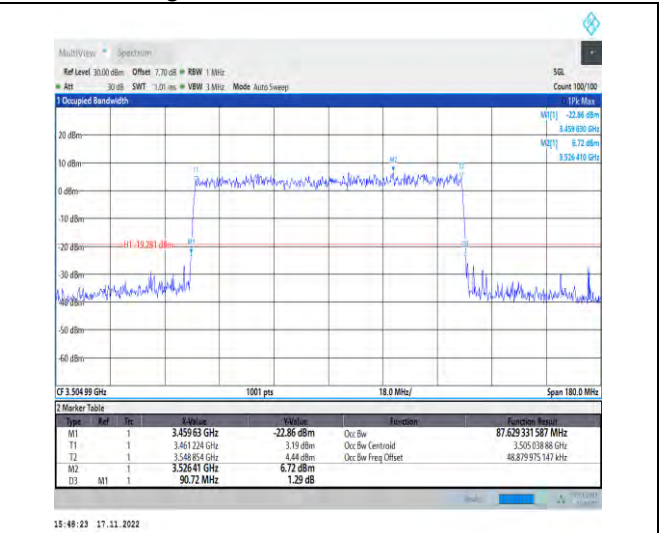 MultiView Spectrum
Ref Level 30.00 dBm Offset 7.70 dB RBW 1 MHz SGL
Att 30 dB SWT 1.01 ms VBW 3 MHz Mode Auto Sweep Count 100/100
1 Occupied Bandwidth 1Pk Max
M1[1] -22.86 dBm
3.459 630 GHz
M2[1] 6.72 dBm
3.526 410 GHz
20 dBm
10 dBm
M2
T1
T2
0 dBm
-10 dBm
-20 dBm
H1 -19.281 dBm
M1
D3
-30 dBm
-40 dBm
-50 dBm
-60 dBm
CF 3.504 99 GHz 1001 pts 18.0 MHz/ Span 180.0 MHz
2 Marker Table
Type Ref Trc X-Value Y-Value Function Function Result
M1 1 3.459 63 GHz -22.86 dBm Occ Bw 87.629 331 587 MHz
T1 1 3.461 224 GHz 3.19 dBm Occ Bw Centroid 3.505 038 88 GHz
T2 1 3.548 854 GHz 4.44 dBm Occ Bw Freq Offset 48.879 975 147 kHz
M2 1 3.526 41 GHz 6.72 dBm
D3 M1 1 90.72 MHz 1.29 dB
15:48:23 17.11.2022